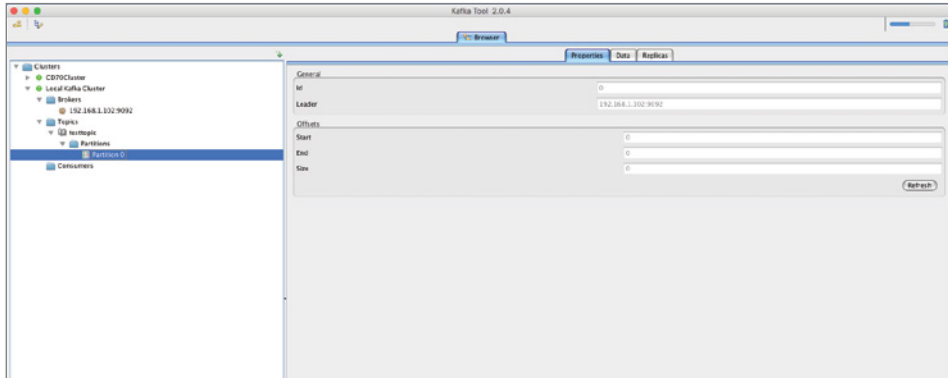 Kafka Tool 2.0.4
Browser
Clusters
CD70Cluster
Local Kafka Cluster
Brokers
192.168.1.102:9092
Topics
testtopic
Partitions
Partition 0
Consumers
Properties Data Replicas
General
Id 0
Leader 192.168.1.102:9092
Offsets
Start 0
End 0
Size 0
Refresh